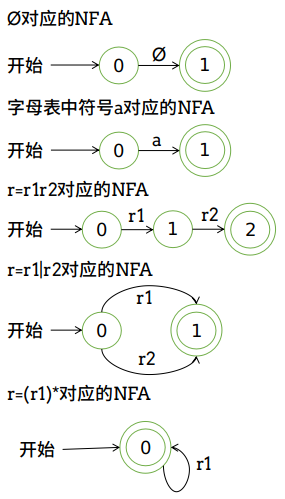 Ø对应的NFA
开始 0 Ø 1
字母表中符号a对应的NFA
开始 0 a 1
r=r1r2对应的NFA
开始 0 r1 1 r2 2
r=r1|r2对应的NFA
r1
开始 0 1
r2
r=(r1)*对应的NFA
开始 0
r1